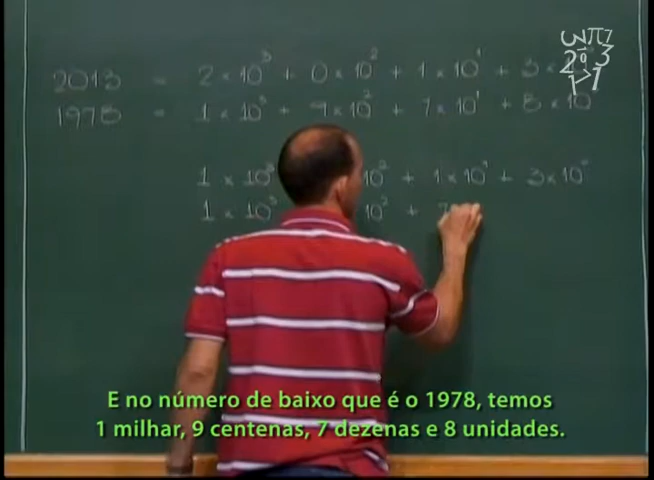 2013 = 2 × 10³ + 0 × 10² + 1 × 10¹ + 3 ×
1978 = 1 × 10³ + 9 × 10² + 7 × 10¹ + 8 × 10
1 × 10³ 10² + 1 × 10¹ + 3 × 10⁰
1 × 10³ 10² + 7
E no número de baixo que é o 1978, temos
1 milhar, 9 centenas, 7 dezenas e 8 unidades.